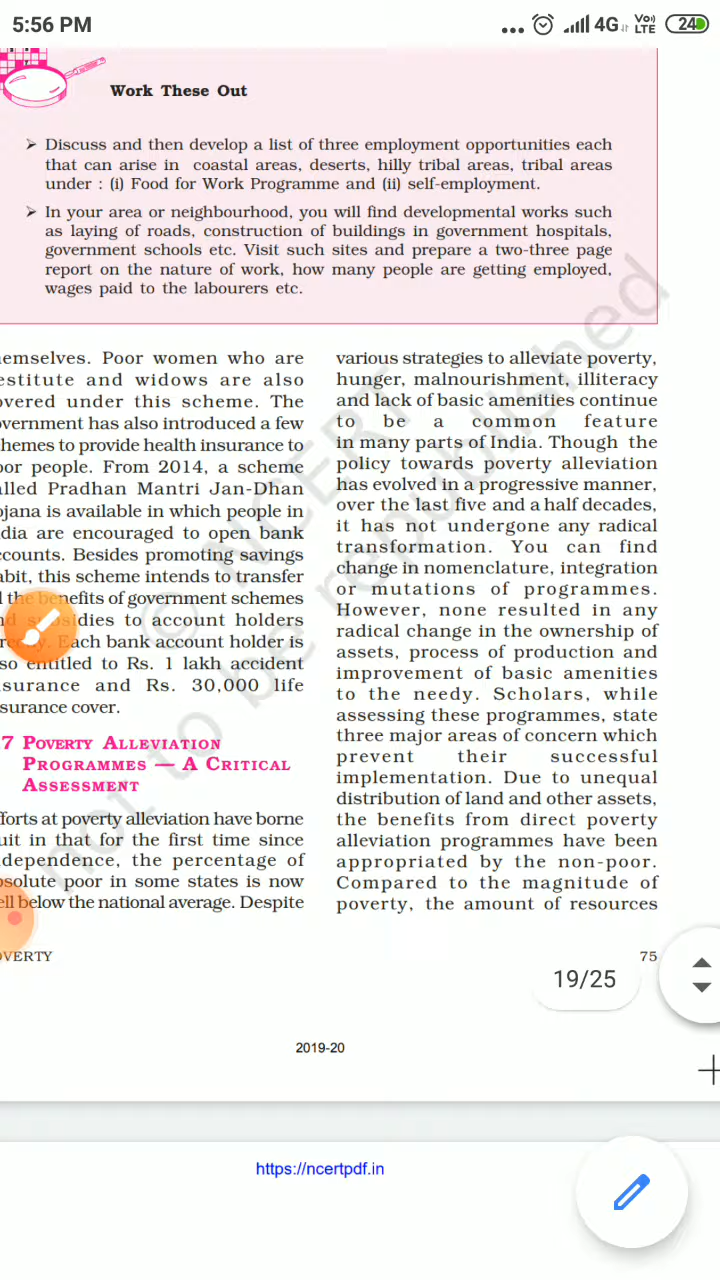 5:56 PM
... 4G Vo)) LTE 24
Work These Out
➤ Discuss and then develop a list of three employment opportunities each
that can arise in coastal areas, deserts, hilly tribal areas, tribal areas
under : (i) Food for Work Programme and (ii) self-employment.
➤ In your area or neighbourhood, you will find developmental works such
as laying of roads, construction of buildings in government hospitals,
government schools etc. Visit such sites and prepare a two-three page
report on the nature of work, how many people are getting employed,
wages paid to the labourers etc.
emselves. Poor women who are
estitute and widows are also
overed under this scheme. The
overnment has also introduced a few
hemes to provide health insurance to
oor people. From 2014, a scheme
lled Pradhan Mantri Jan-Dhan
ojana is available in which people in
dia are encouraged to open bank
ccounts. Besides promoting savings
abit, this scheme intends to transfer
l the benefits of government schemes
nd subsidies to account holders
Each bank account holder is
so entitled to Rs. 1 lakh accident
surance and Rs. 30,000 life
surance cover.
7 POVERTY ALLEVIATION
PROGRAMMES — A CRITICAL
ASSESSMENT
forts at poverty alleviation have borne
uit in that for the first time since
dependence, the percentage of
bsolute poor in some states is now
ell below the national average. Despite
various strategies to alleviate poverty,
hunger, malnourishment, illiteracy
and lack of basic amenities continue
to be a common feature
in many parts of India. Though the
policy towards poverty alleviation
has evolved in a progressive manner,
over the last five and a half decades,
it has not undergone any radical
transformation. You can find
change in nomenclature, integration
or mutations of programmes.
However, none resulted in any
radical change in the ownership of
assets, process of production and
improvement of basic amenities
to the needy. Scholars, while
assessing these programmes, state
three major areas of concern which
prevent their successful
implementation. Due to unequal
distribution of land and other assets,
the benefits from direct poverty
alleviation programmes have been
appropriated by the non-poor.
Compared to the magnitude of
poverty, the amount of resources
© NCERT
not to be republished
OVERTY
75
19/25
2019-20
https://ncertpdf.in